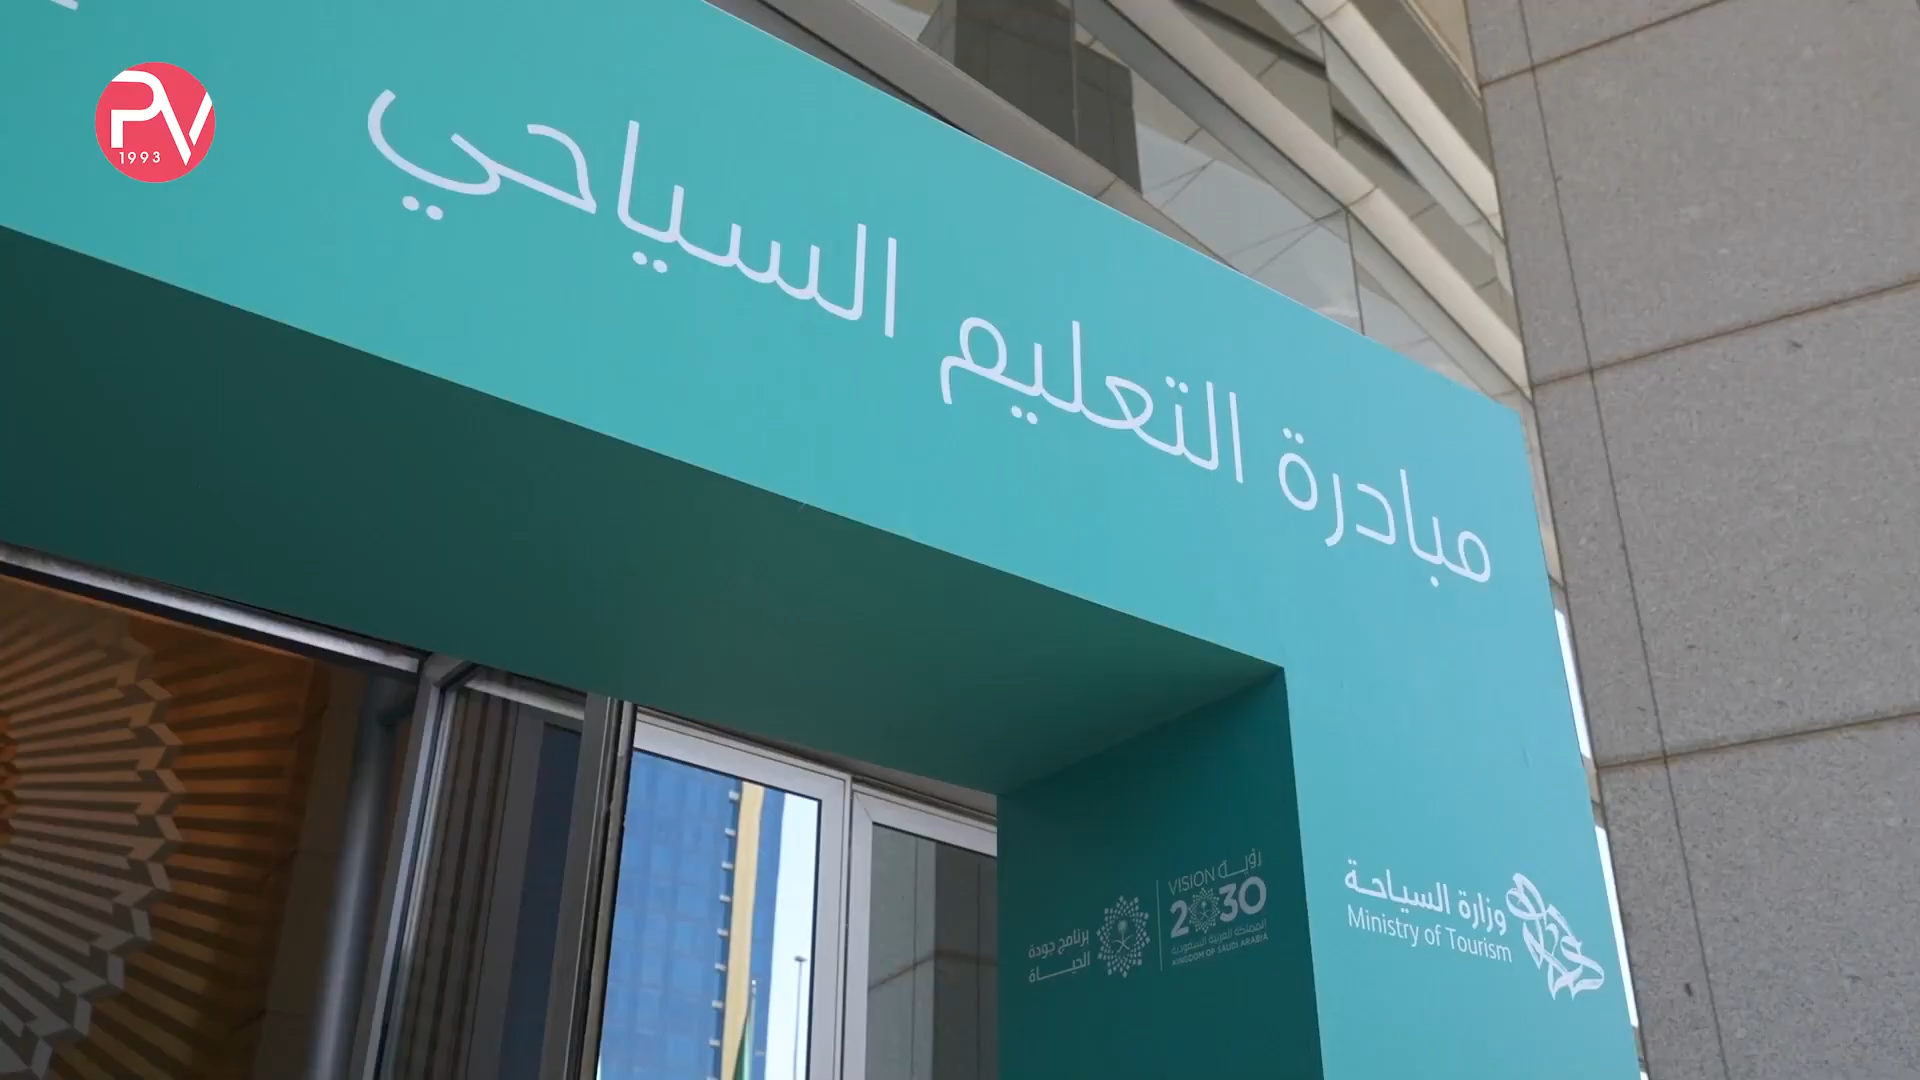 PV
1993
مبادرة التعليم السياحي
وزارة السياحة
Ministry of Tourism
رؤية
VISION
2030
المملكة العربية السعودية
KINGDOM OF SAUDI ARABIA
برنامج جودة
الحياة